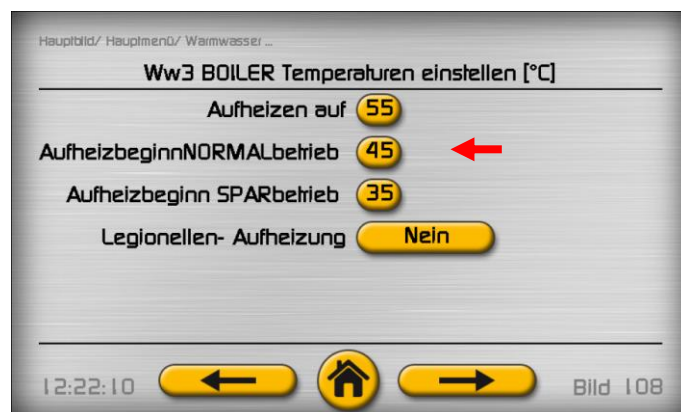 Hauptbild/ Hauptmenü/ Warmwasser ...
Ww3 BOILER Temperaturen einstellen [°C]
Aufheizen auf 55
AufheizbeginnNORMALbetrieb 45
Aufheizbeginn SPARbetrieb 35
Legionellen- Aufheizung Nein
12:22:10 Bild 108